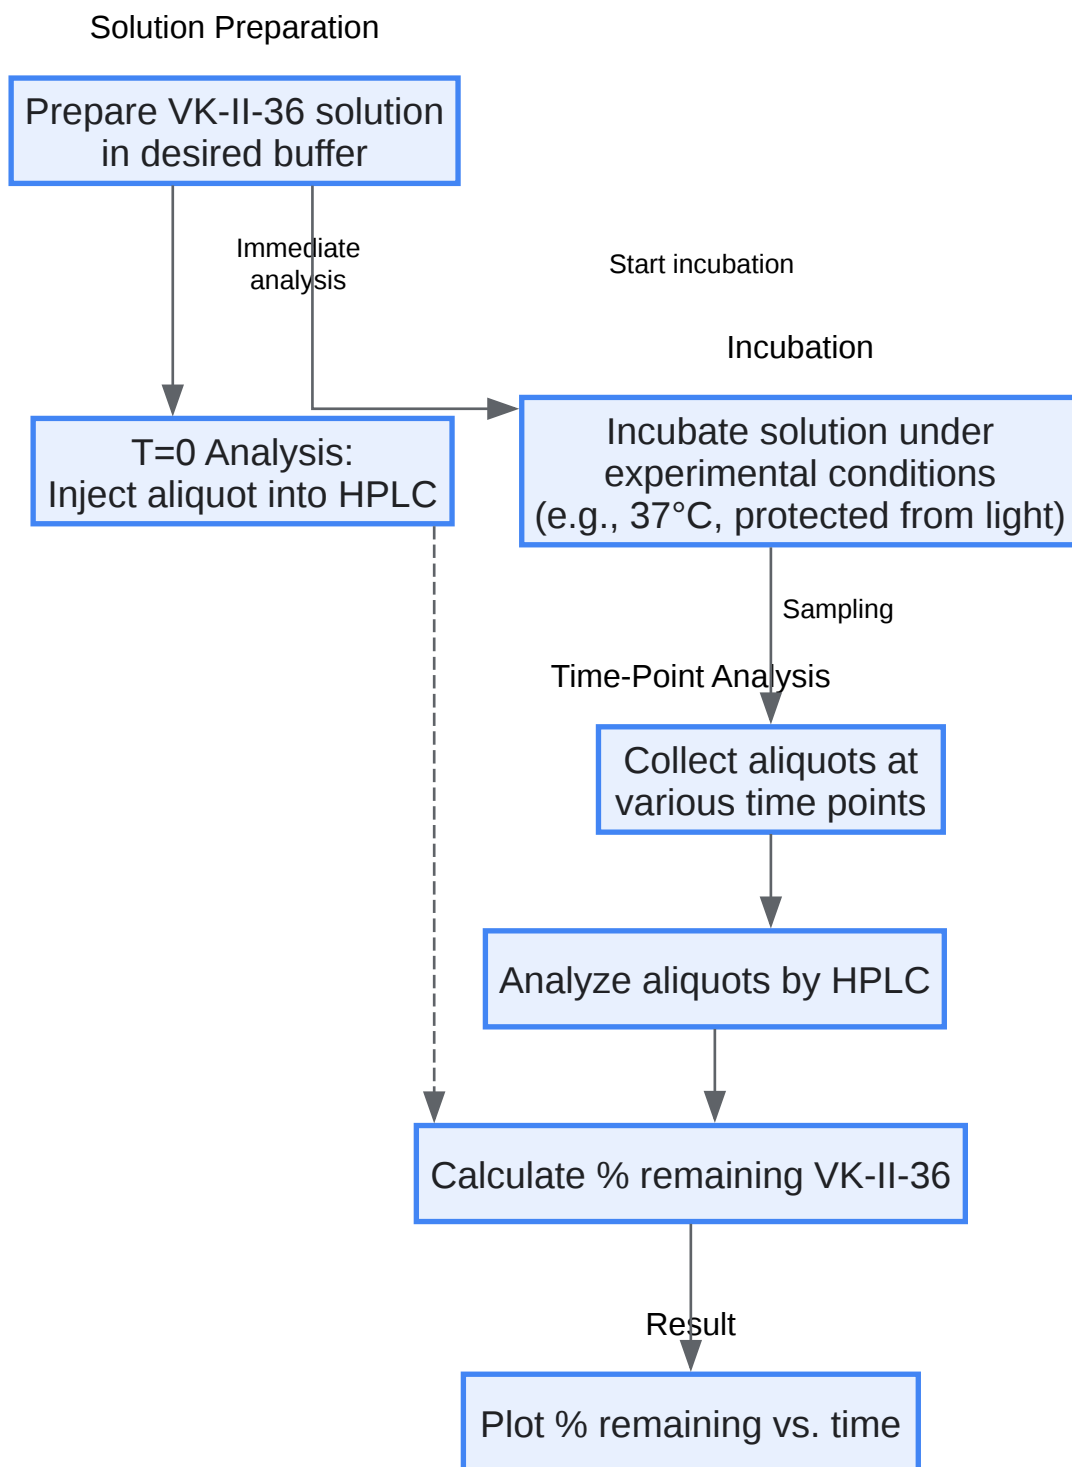 Solution Preparation
Prepare VK-II-36 solution
in desired buffer
Immediate
analysis
Start incubation
Incubation
T=0 Analysis:
Inject aliquot into HPLC
Incubate solution under
experimental conditions
(e.g., 37°C, protected from light)
Sampling
Time-Point Analysis
Collect aliquots at
various time points
Analyze aliquots by HPLC
Calculate % remaining VK-II-36
Result
Plot % remaining vs. time